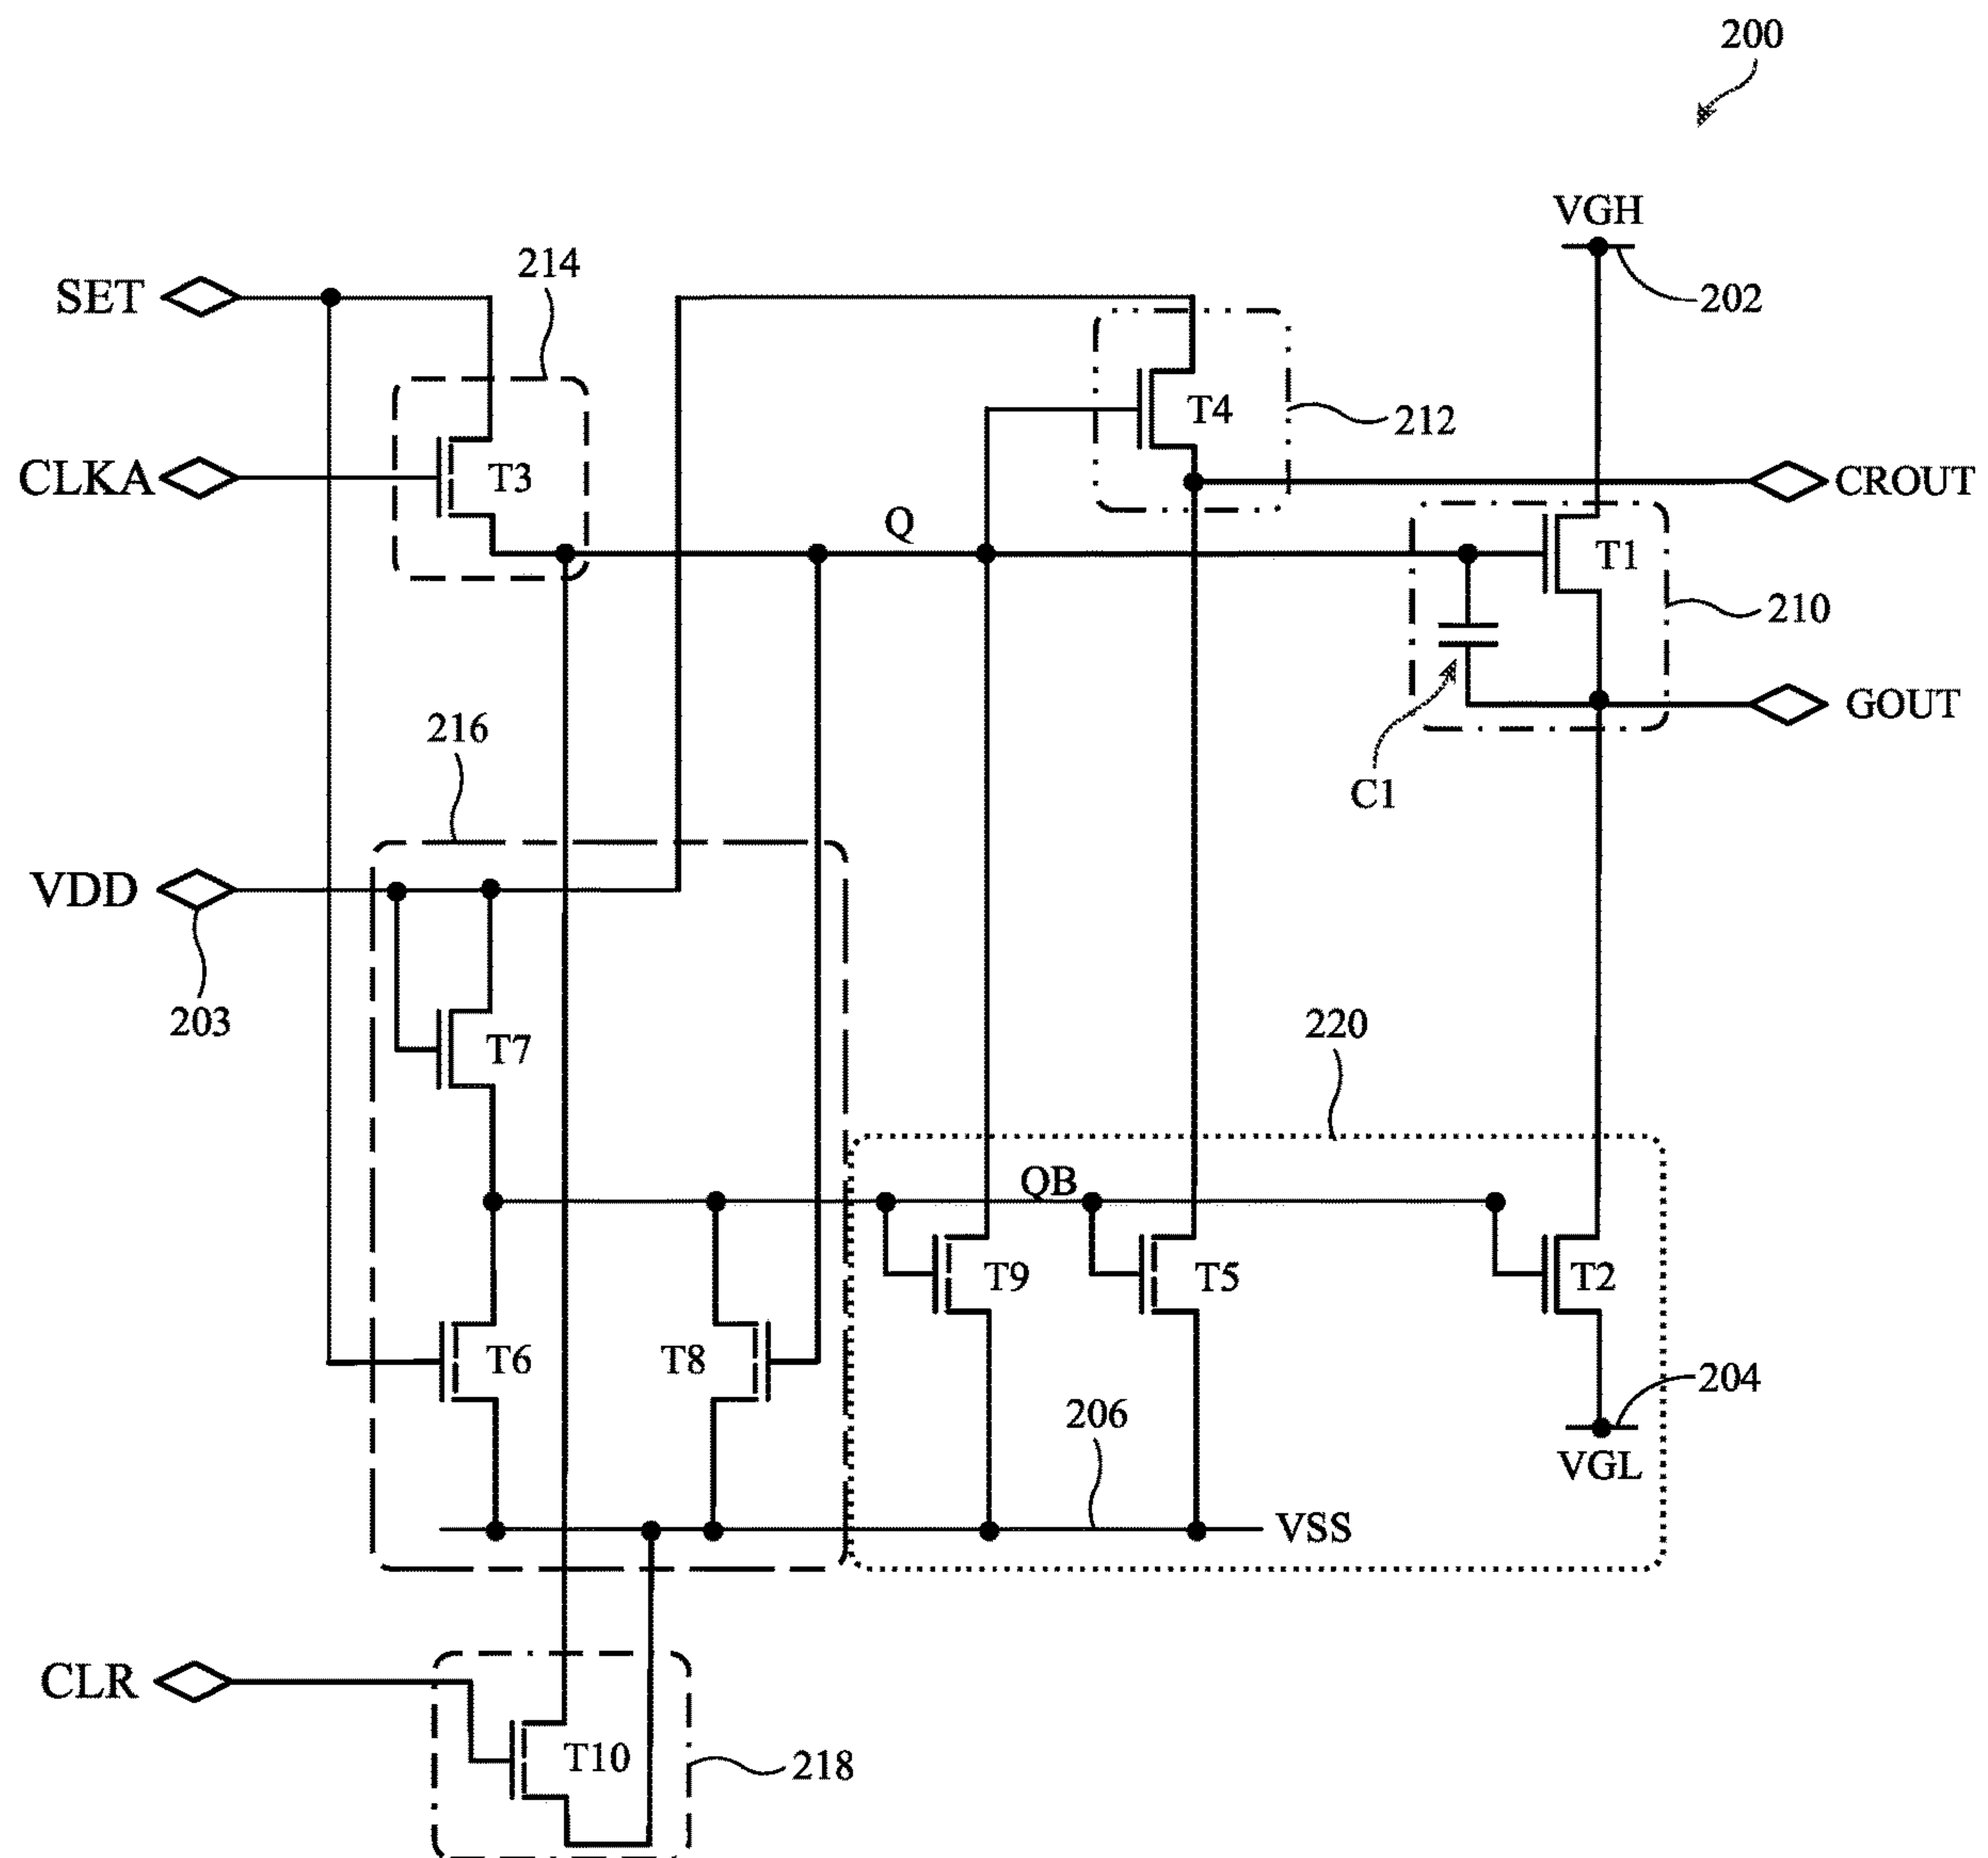 200
VGH
202
214
SET
T4
212
CLKA
T3
CROUT
Q
T1
210
GOUT
C1
216
VDD
203
T7
220
QB
T9
T5
T2
T6
T8
204
206
VGL
VSS
CLR
T10
218